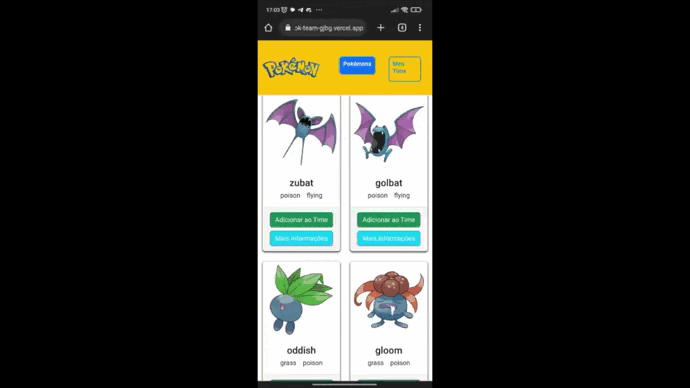 17:03
ok-team-gjbg.vercel.app
4
POKéMON
Pokémons
Meu
Time
zubat
golbat
poison flying
poison flying
Adicionar ao Time
Adicionar ao Time
Mais Informações
Mais Informações
oddish
gloom
grass poison
grass poison